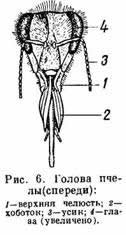 4
3
1
2
Рис. 6. Голова пче-
лы(спереди):
1—верхняя челюсть; 2—
хоботок; 3—усик; 4—гла-
за (увеличено).